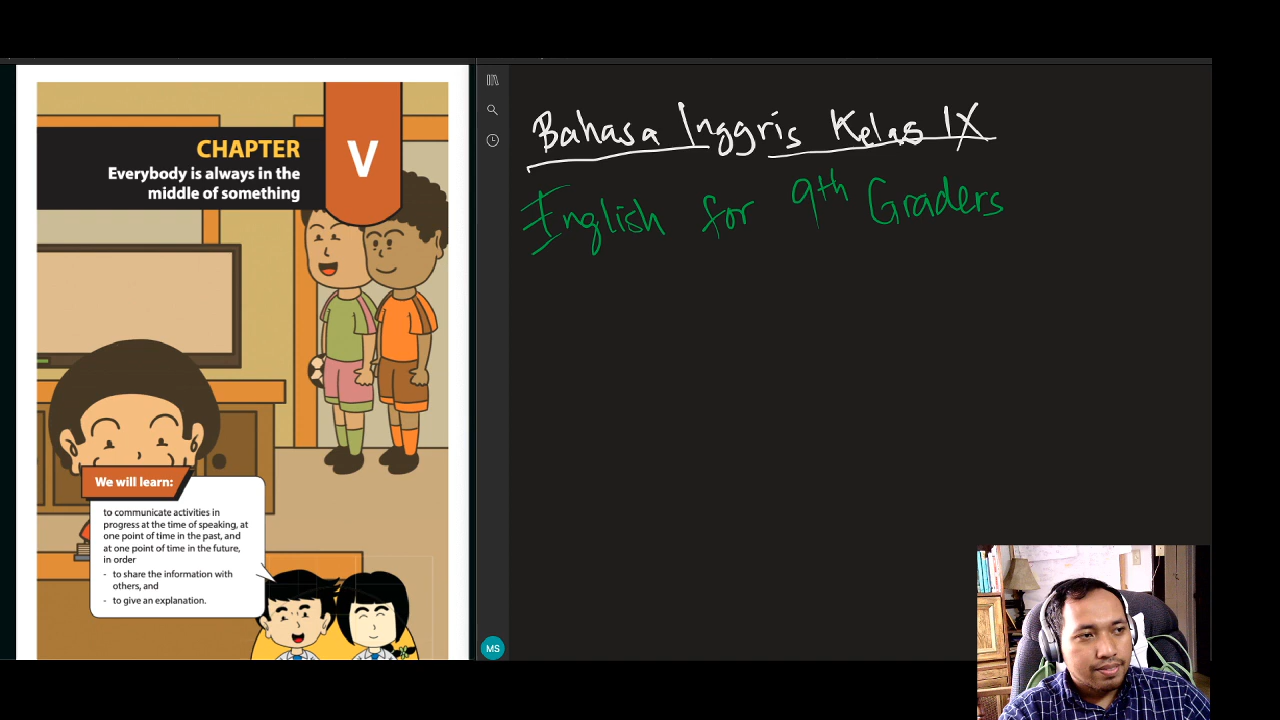 CHAPTER
Everybody is always in the
middle of something
V
We will learn:
to communicate activities in
progress at the time of speaking, at
one point of time in the past, and
at one point of time in the future,
in order
- to share the information with
others, and
- to give an explanation.
Bahasa Inggris Kelas IX
English for 9th Graders
MS